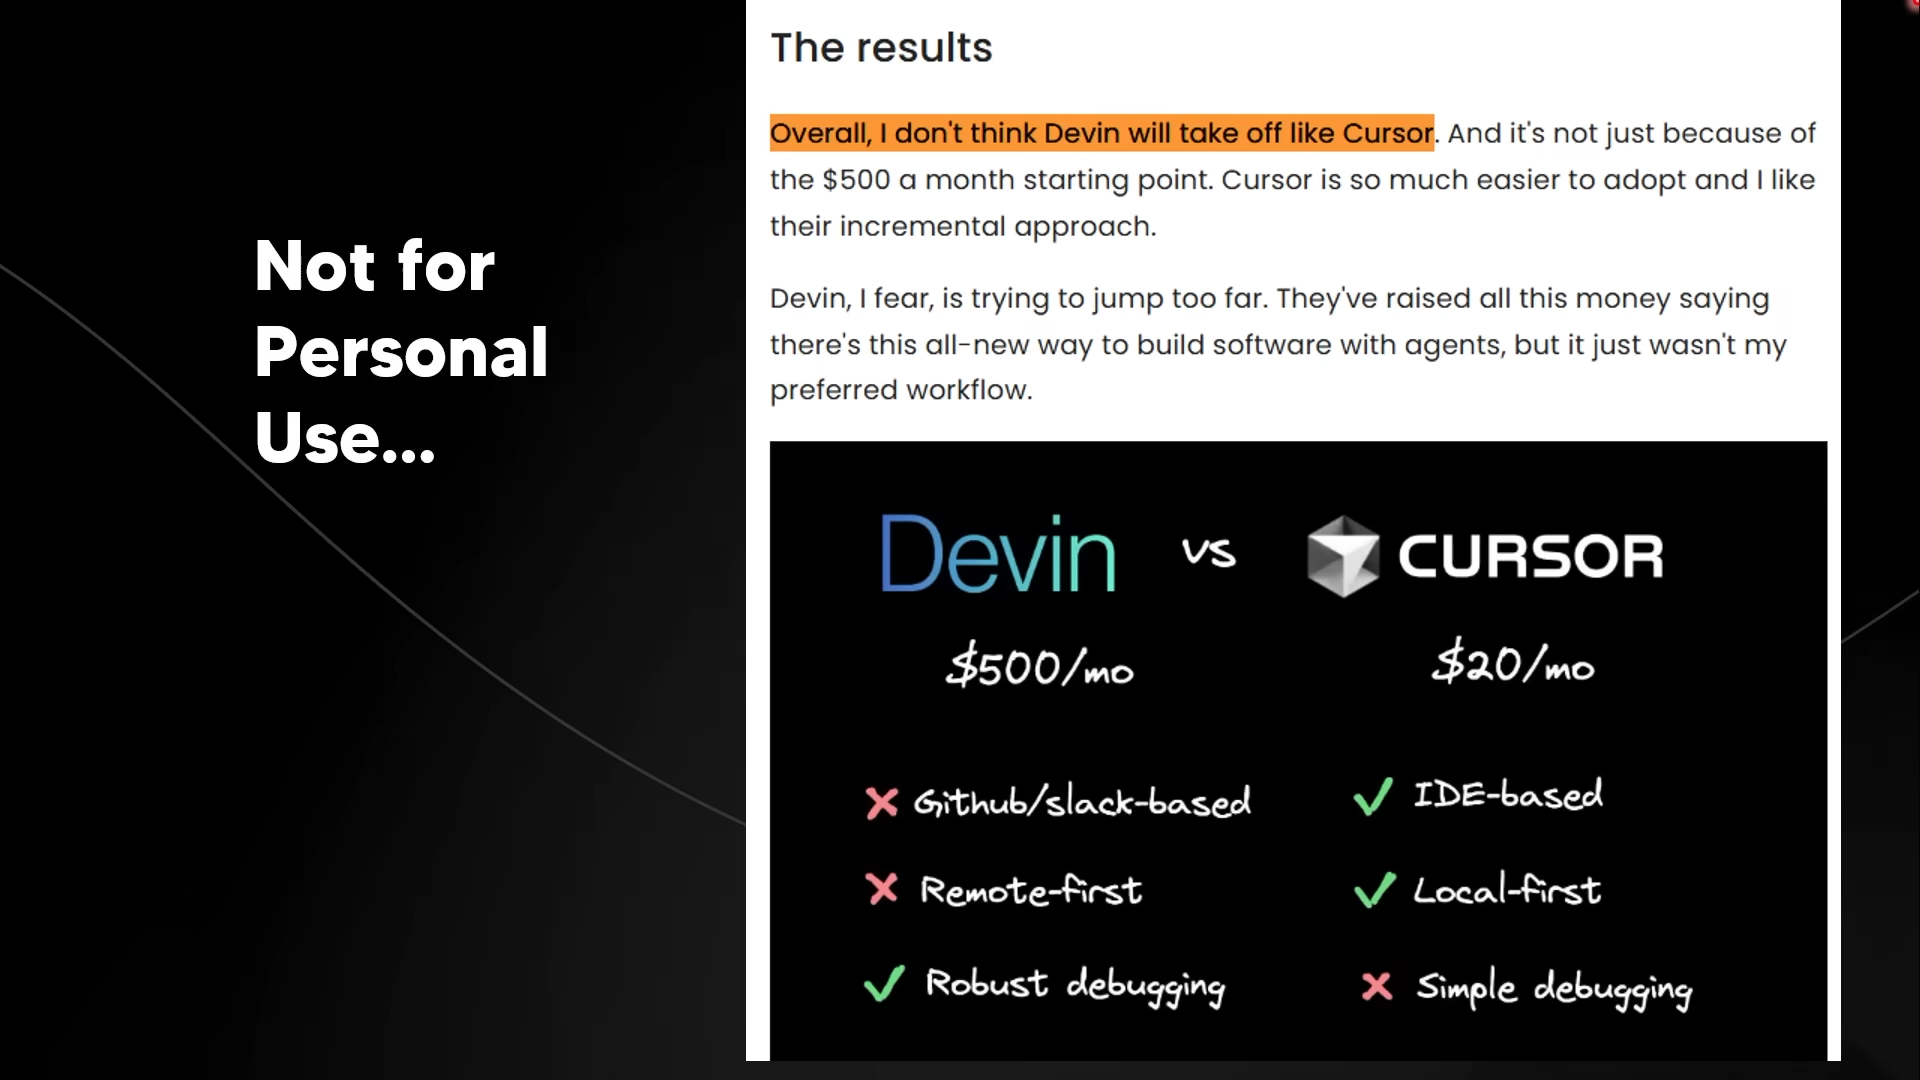 Not for
Personal
Use...
The results
Overall, I don't think Devin will take off like Cursor. And it's not just because of
the $500 a month starting point. Cursor is so much easier to adopt and I like
their incremental approach.
Devin, I fear, is trying to jump too far. They've raised all this money saying
there's this all-new way to build software with agents, but it just wasn't my
preferred workflow.
Devin vs CURSOR
$500/mo $20/mo
Github/slack-based IDE-based
Remote-first Local-first
Robust debugging Simple debugging